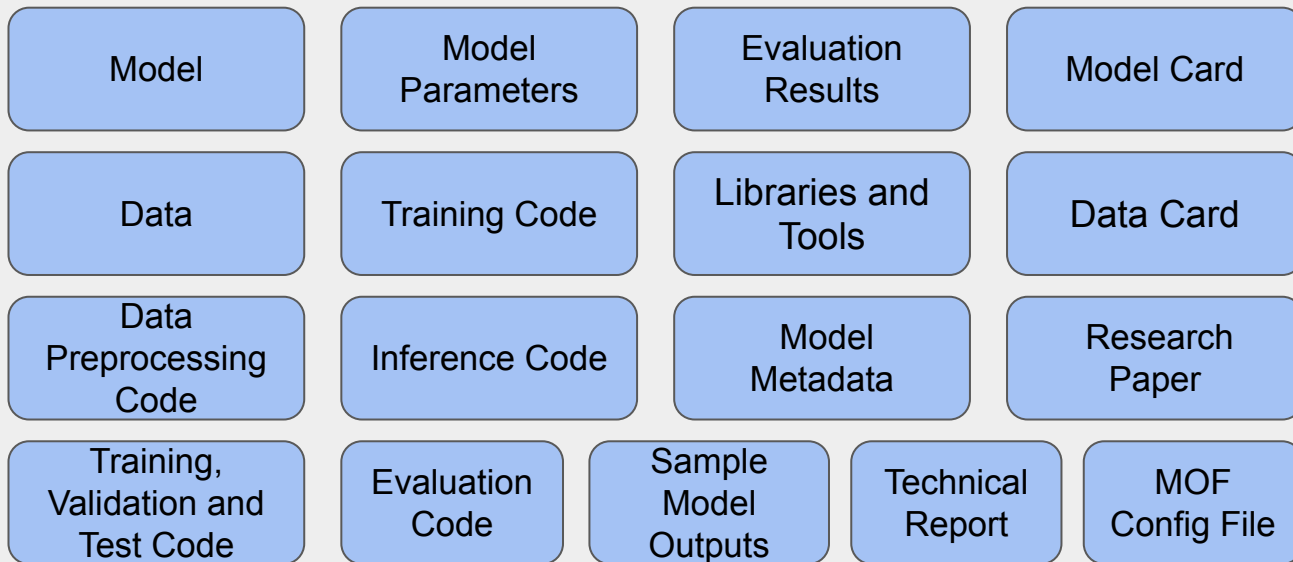 Model
Model
Parameters
Evaluation
Results
Model Card
Data
Training Code
Libraries and
Tools
Data Card
Data
Preprocessing
Code
Inference Code
Model
Metadata
Research
Paper
Training,
Validation and
Test Code
Evaluation
Code
Sample
Model
Outputs
Technical
Report
MOF
Config File